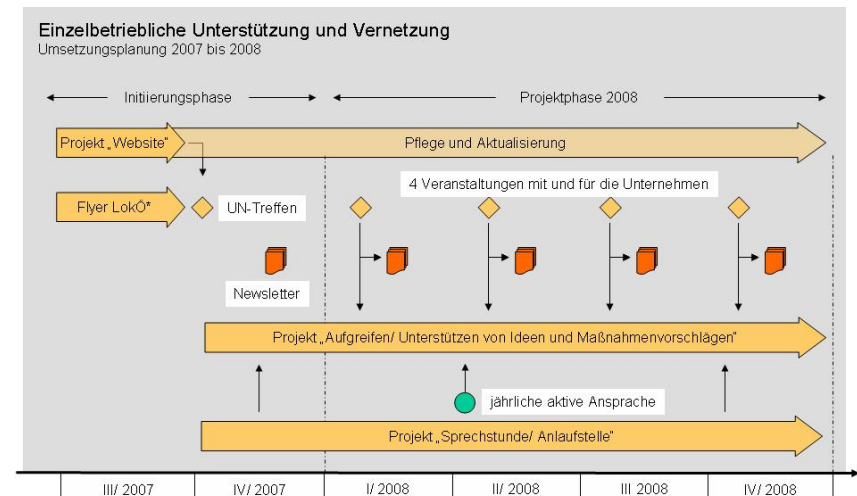 Einzelbetriebliche Unterstützung und Vernetzung
Umsetzungsplanung 2007 bis 2008
Initiierungsphase
Projektphase 2008
Projekt „Website“
Pflege und Aktualisierung
4 Veranstaltungen mit und für die Unternehmen
Flyer LokÖ*
UN-Treffen
Newsletter
Projekt „Aufgreifen/ Unterstützen von Ideen und Maßnahmenvorschlägen“
jährliche aktive Ansprache
Projekt „Sprechstunde/ Anlaufstelle“
III/ 2007
IV/ 2007
I/ 2008
II/ 2008
III 2008
IV/ 2008